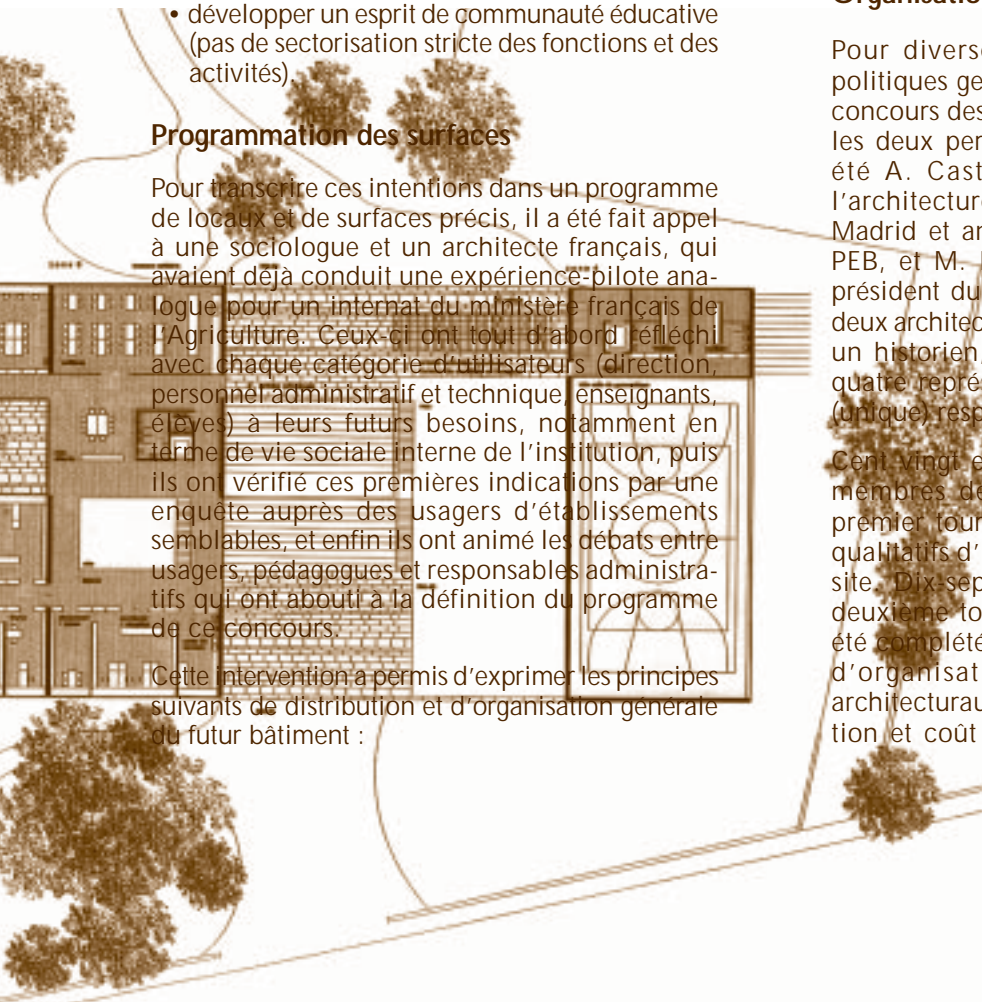 • développer un esprit de communauté éducative
(pas de sectorisation stricte des fonctions et des
activités).
Programmation des surfaces
Pour transcrire ces intentions dans un programme
de locaux et de surfaces précis, il a été fait appel
à une sociologue et un architecte français, qui
avaient déjà conduit une expérience-pilote ana-
logue pour un internat du ministère français de
l'Agriculture. Ceux-ci ont tout d'abord réfléchi
avec chaque catégorie d'utilisateurs (direction,
personnel administratif et technique, enseignants,
élèves) à leurs futurs besoins, notamment en
terme de vie sociale interne de l'institution, puis
ils ont vérifié ces premières indications par une
enquête auprès des usagers d'établissements
semblables, et enfin ils ont animé les débats entre
usagers, pédagogues et responsables administra-
tifs qui ont abouti à la définition du programme
de ce concours.
Cette intervention a permis d'exprimer les principes
suivants de distribution et d'organisation générale
du futur bâtiment :
Organisatio
Pour divers
politiques ge
concours des
les deux per
été A. Cast
l'architectur
Madrid et a
PEB, et M.
président du
deux architec
un historien,
quatre représ
(unique) resp
Cent vingt e
membres de
premier tour
qualitatifs d'
site. Dix-sep
deuxième to
été complété
d'organisat
architectura
tion et coût